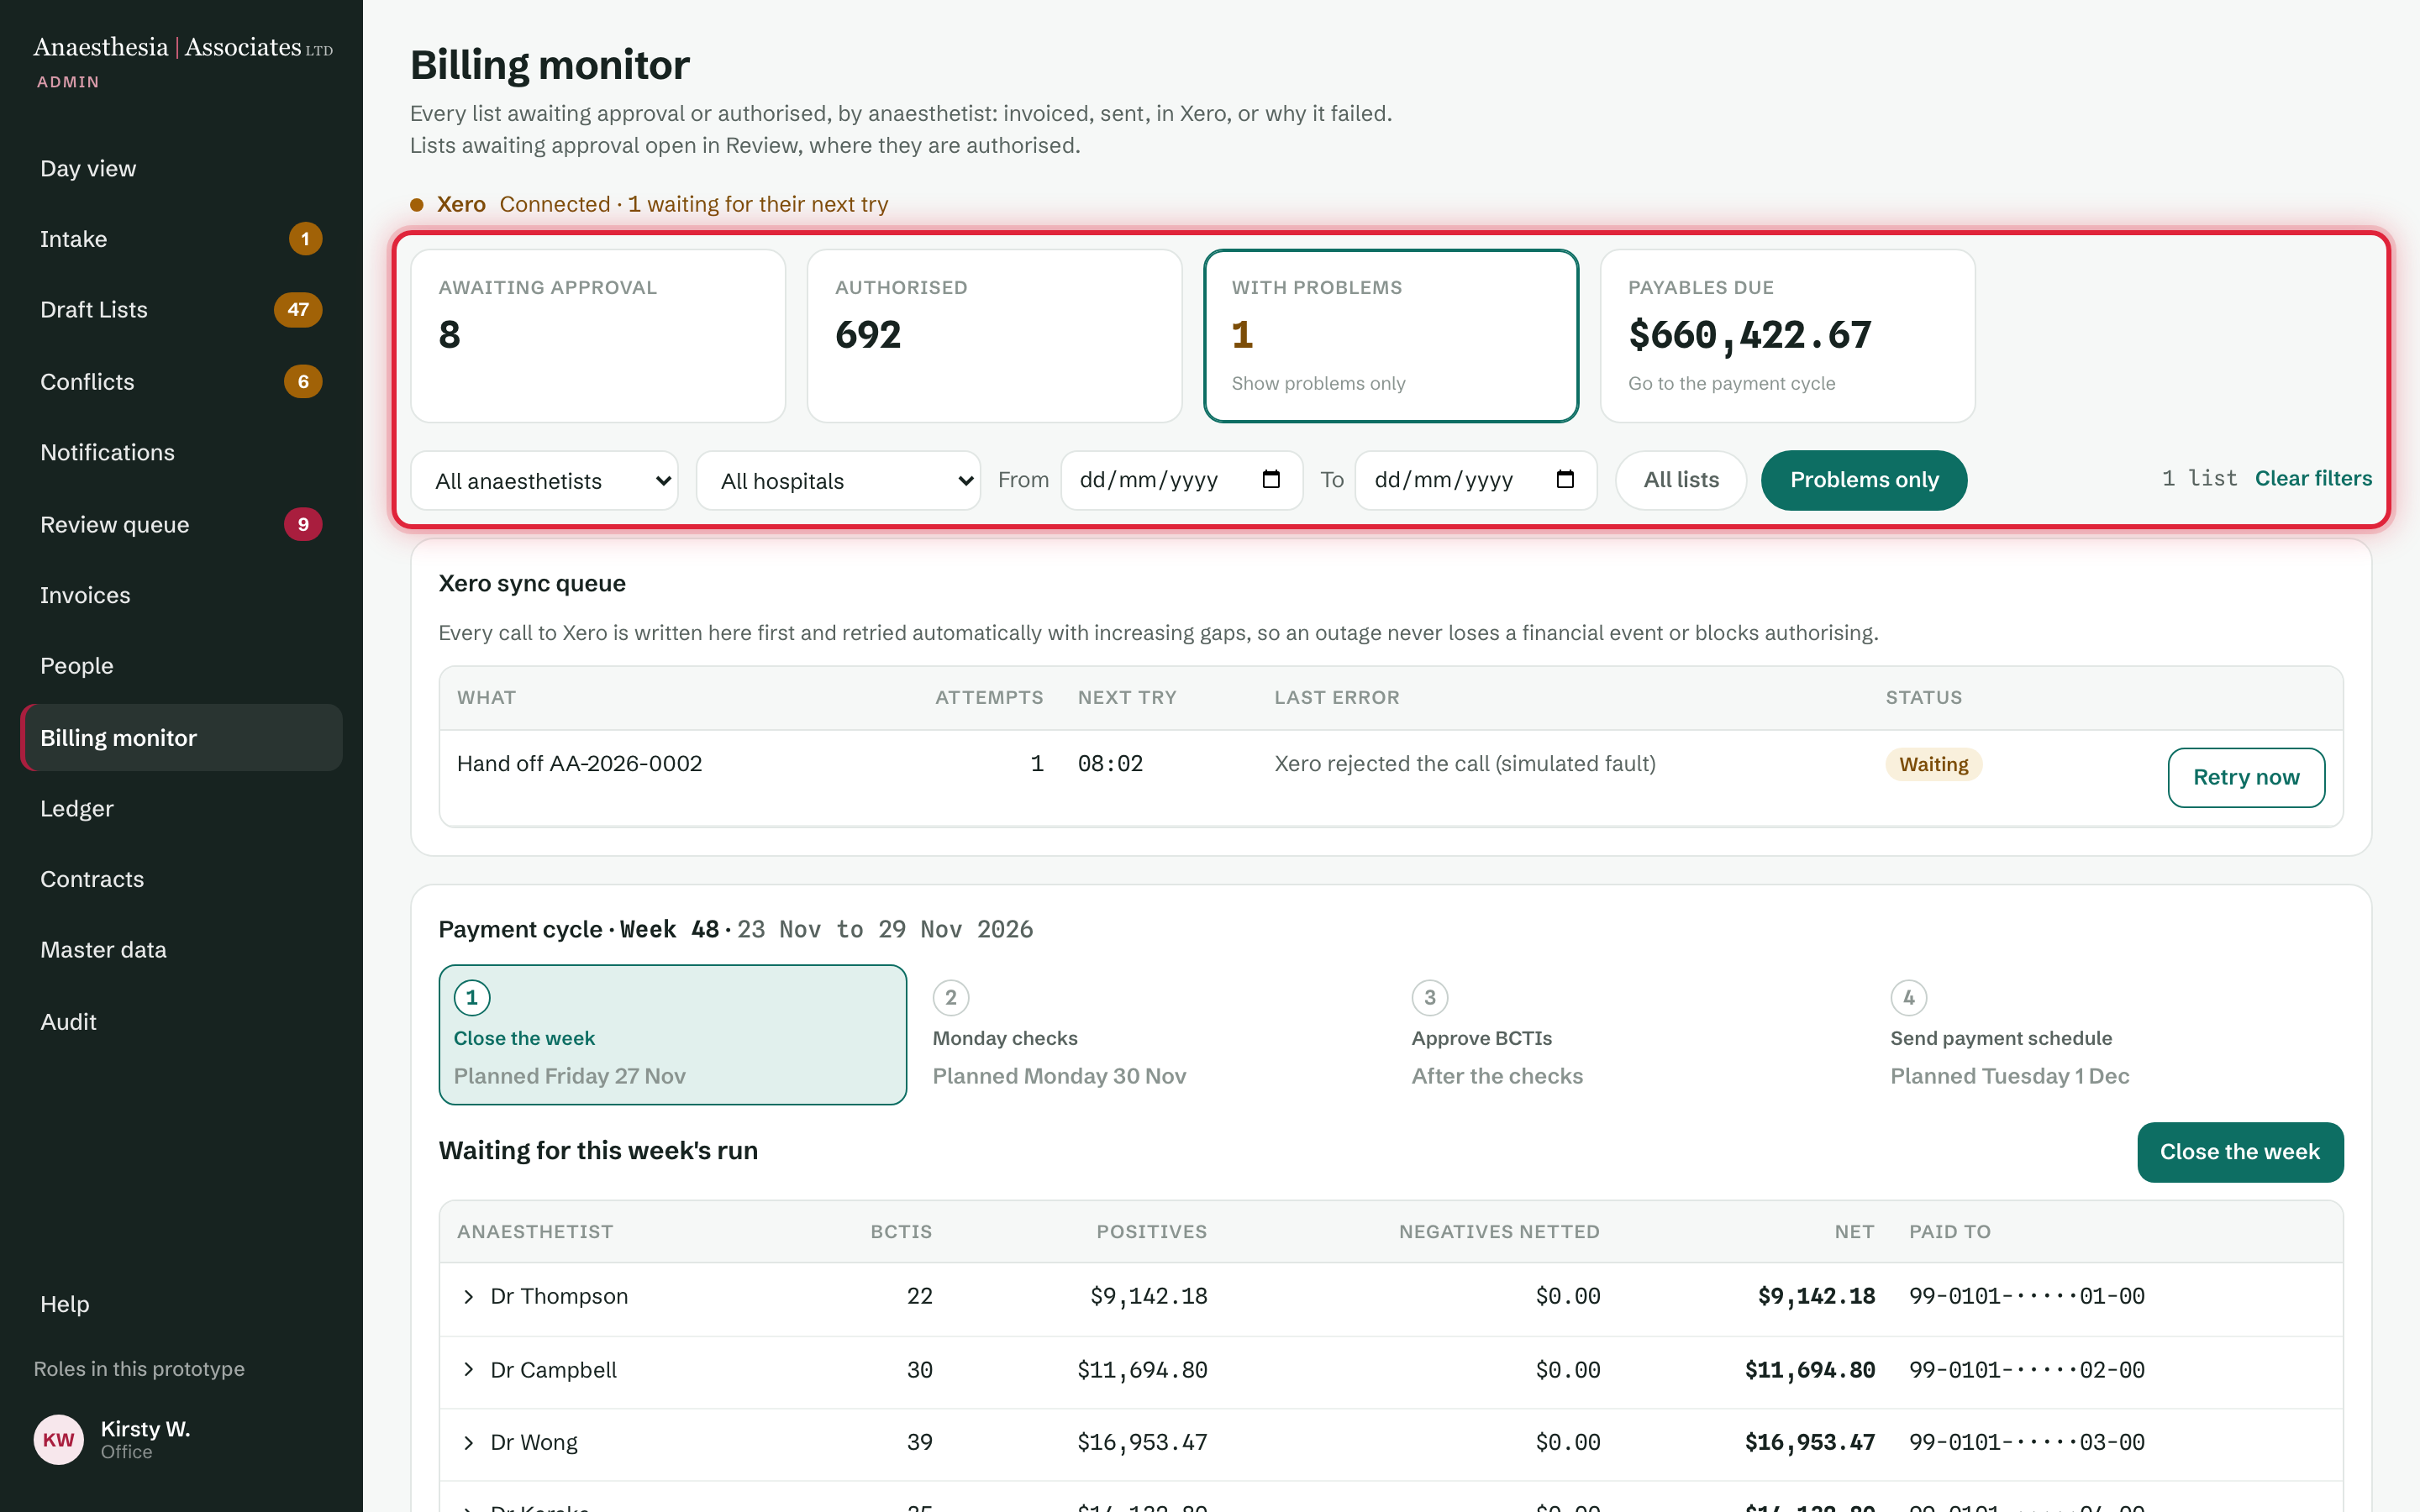 Anaesthesia | Associates LTD
ADMIN
Day view
Intake 1
Draft Lists 47
Conflicts 6
Notifications
Review queue 9
Invoices
People
Billing monitor
Ledger
Contracts
Master data
Audit
Help
Roles in this prototype
KW Kirsty W.
Office
Billing monitor
Every list awaiting approval or authorised, by anaesthetist: invoiced, sent, in Xero, or why it failed.
Lists awaiting approval open in Review, where they are authorised.
Xero Connected · 1 waiting for their next try
AWAITING APPROVAL
8
AUTHORISED
692
WITH PROBLEMS
1
Show problems only
PAYABLES DUE
$660,422.67
Go to the payment cycle
All anaesthetists All hospitals From dd/mm/yyyy To dd/mm/yyyy All lists Problems only 1 list Clear filters
Xero sync queue
Every call to Xero is written here first and retried automatically with increasing gaps, so an outage never loses a financial event or blocks authorising.
WHAT ATTEMPTS NEXT TRY LAST ERROR STATUS
Hand off AA-2026-0002 1 08:02 Xero rejected the call (simulated fault) Waiting Retry now
Payment cycle · Week 48 · 23 Nov to 29 Nov 2026
1
Close the week
Planned Friday 27 Nov
2
Monday checks
Planned Monday 30 Nov
3
Approve BCTIs
After the checks
4
Send payment schedule
Planned Tuesday 1 Dec
Waiting for this week's run Close the week
ANAESTHETIST BCTIS POSITIVES NEGATIVES NETTED NET PAID TO
Dr Thompson 22 $9,142.18 $0.00 $9,142.18 99-0101-·····01-00
Dr Campbell 30 $11,694.80 $0.00 $11,694.80 99-0101-·····02-00
Dr Wong 39 $16,953.47 $0.00 $16,953.47 99-0101-·····03-00